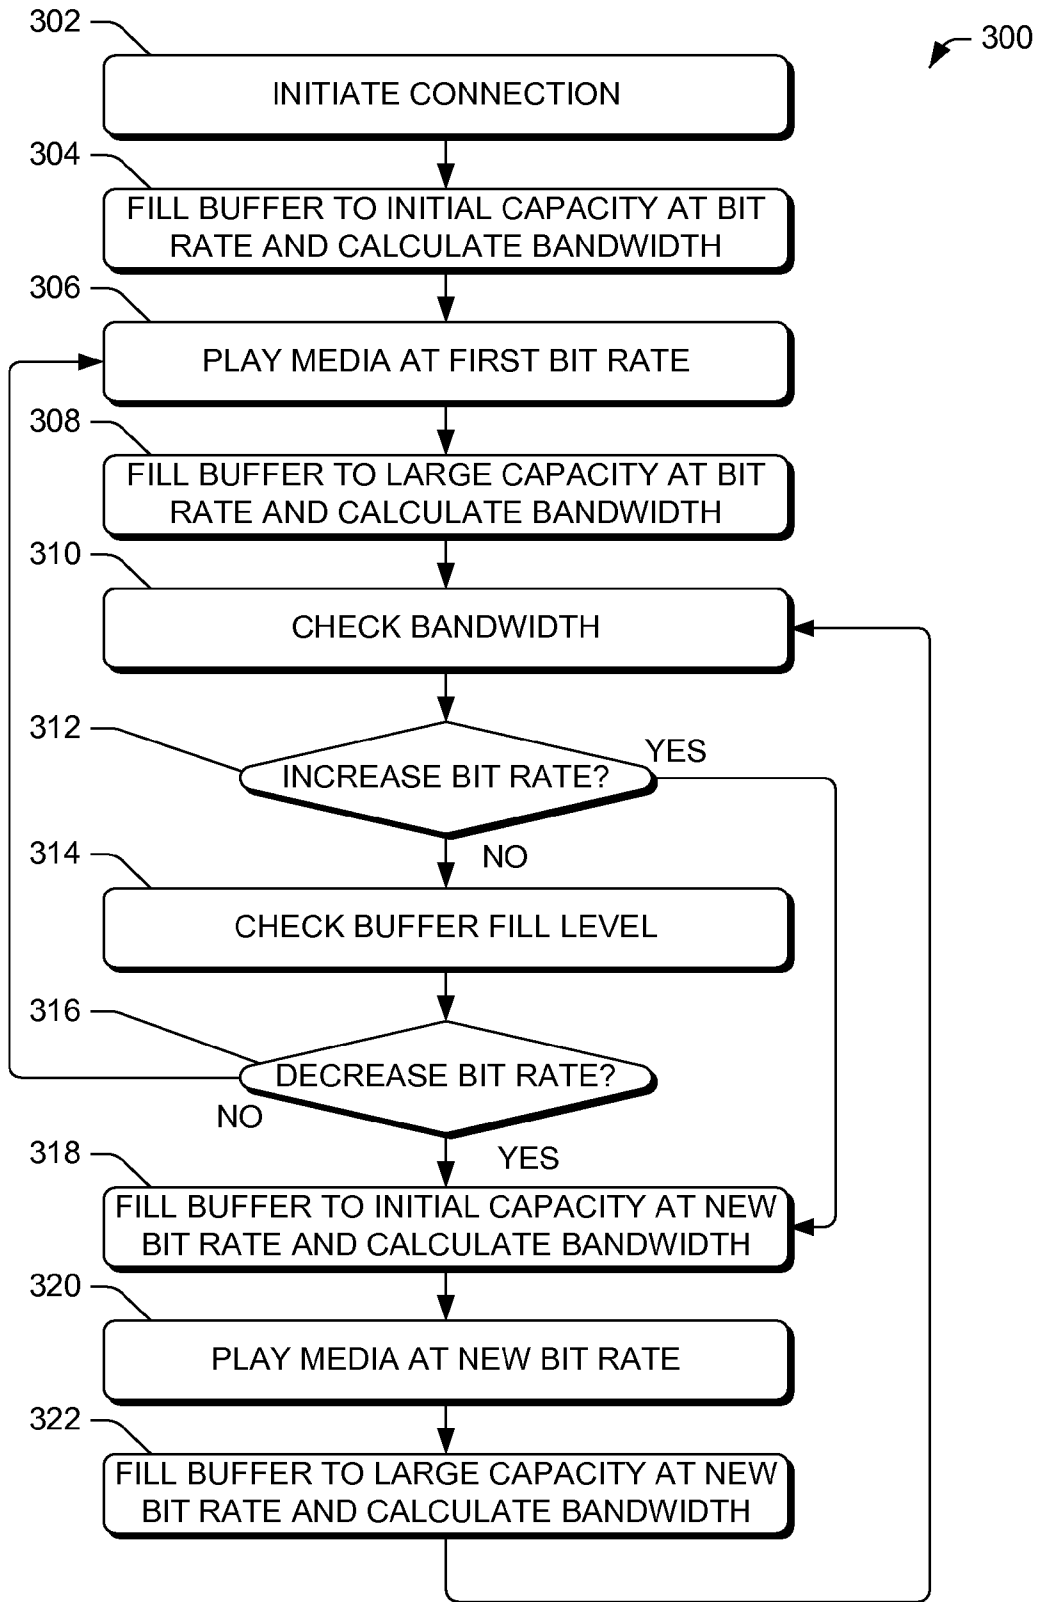 302
300
INITIATE CONNECTION
304
FILL BUFFER TO INITIAL CAPACITY AT BIT
RATE AND CALCULATE BANDWIDTH
306
PLAY MEDIA AT FIRST BIT RATE
308
FILL BUFFER TO LARGE CAPACITY AT BIT
RATE AND CALCULATE BANDWIDTH
310
CHECK BANDWIDTH
312
INCREASE BIT RATE?
YES
NO
314
CHECK BUFFER FILL LEVEL
316
DECREASE BIT RATE?
NO
YES
318
FILL BUFFER TO INITIAL CAPACITY AT NEW
BIT RATE AND CALCULATE BANDWIDTH
320
PLAY MEDIA AT NEW BIT RATE
322
FILL BUFFER TO LARGE CAPACITY AT NEW
BIT RATE AND CALCULATE BANDWIDTH